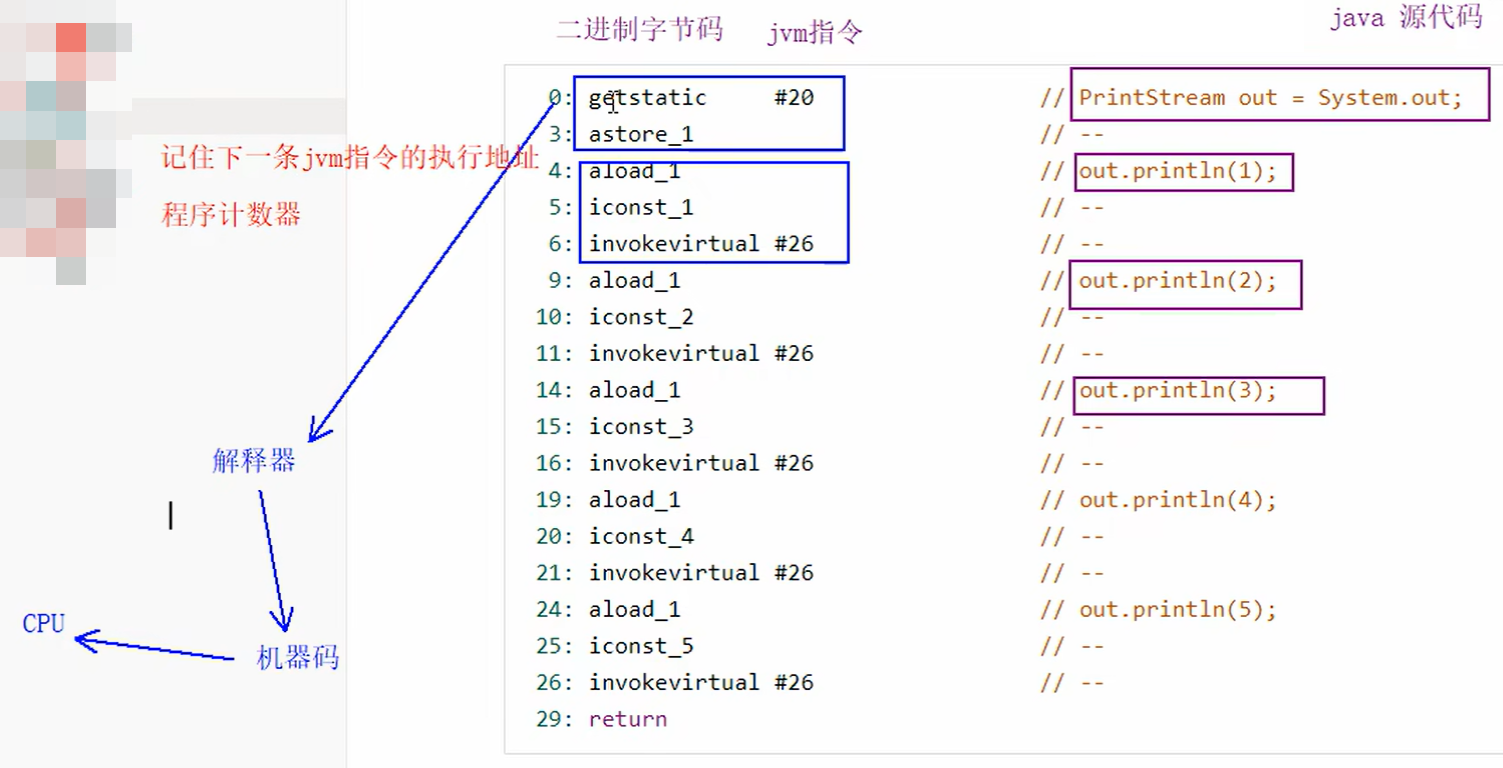 二进制字节码 jvm指令 java 源代码
0: getstatic #20 // PrintStream out = System.out;
3: astore_1 // --
记住下一条jvm指令的执行地址
4: aload_1 // out.println(1);
5: iconst_1 // --
程序计数器
6: invokevirtual #26 // --
9: aload_1 // out.println(2);
10: iconst_2 // --
11: invokevirtual #26 // --
14: aload_1 // out.println(3);
15: iconst_3 // --
16: invokevirtual #26 // --
解释器
19: aload_1 // out.println(4);
20: iconst_4 // --
21: invokevirtual #26 // --
24: aload_1 // out.println(5);
CPU
25: iconst_5 // --
机器码
26: invokevirtual #26 // --
29: return